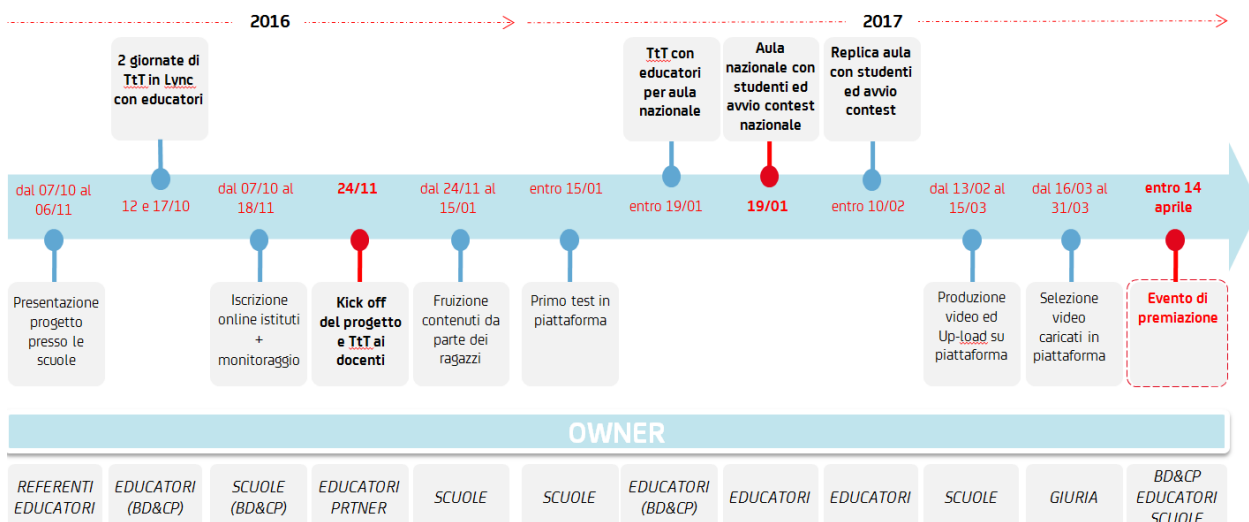 2016
2017
2 giornate di
TtT in Lync
con educatori
TtT con
educatori
per aula
nazionale
Aula
nazionale con
studenti ed
avvio contest
nazionale
Replica aula
con studenti
ed avvio
contest
dal 07/10 al
06/11
12 e 17/10
dal 07/10 al
18/11
24/11
dal 24/11 al
15/01
entro 15/01
entro 19/01
19/01
entro 10/02
dal 13/02 al
15/03
dal 16/03 al
31/03
entro 14
aprile
Presentazione
progetto
presso le
scuole
Iscrizione
online istituti
+
monitoraggio
Kick off
del progetto
e TtT ai
docenti
Fruizione
contenuti da
parte dei
ragazzi
Primo test in
piattaforma
Produzione
video ed
Up-load su
piattaforma
Selezione
video
caricati in
piattaforma
Evento di
premiazione
OWNER
REFERENTI
EDUCATORI
EDUCATORI
(BD&CP)
SCUOLE
(BD&CP)
EDUCATORI
PRTNER
SCUOLE
SCUOLE
EDUCATORI
(BD&CP)
EDUCATORI
EDUCATORI
SCUOLE
GIURIA
BD&CP
EDUCATORI
SCUOLE